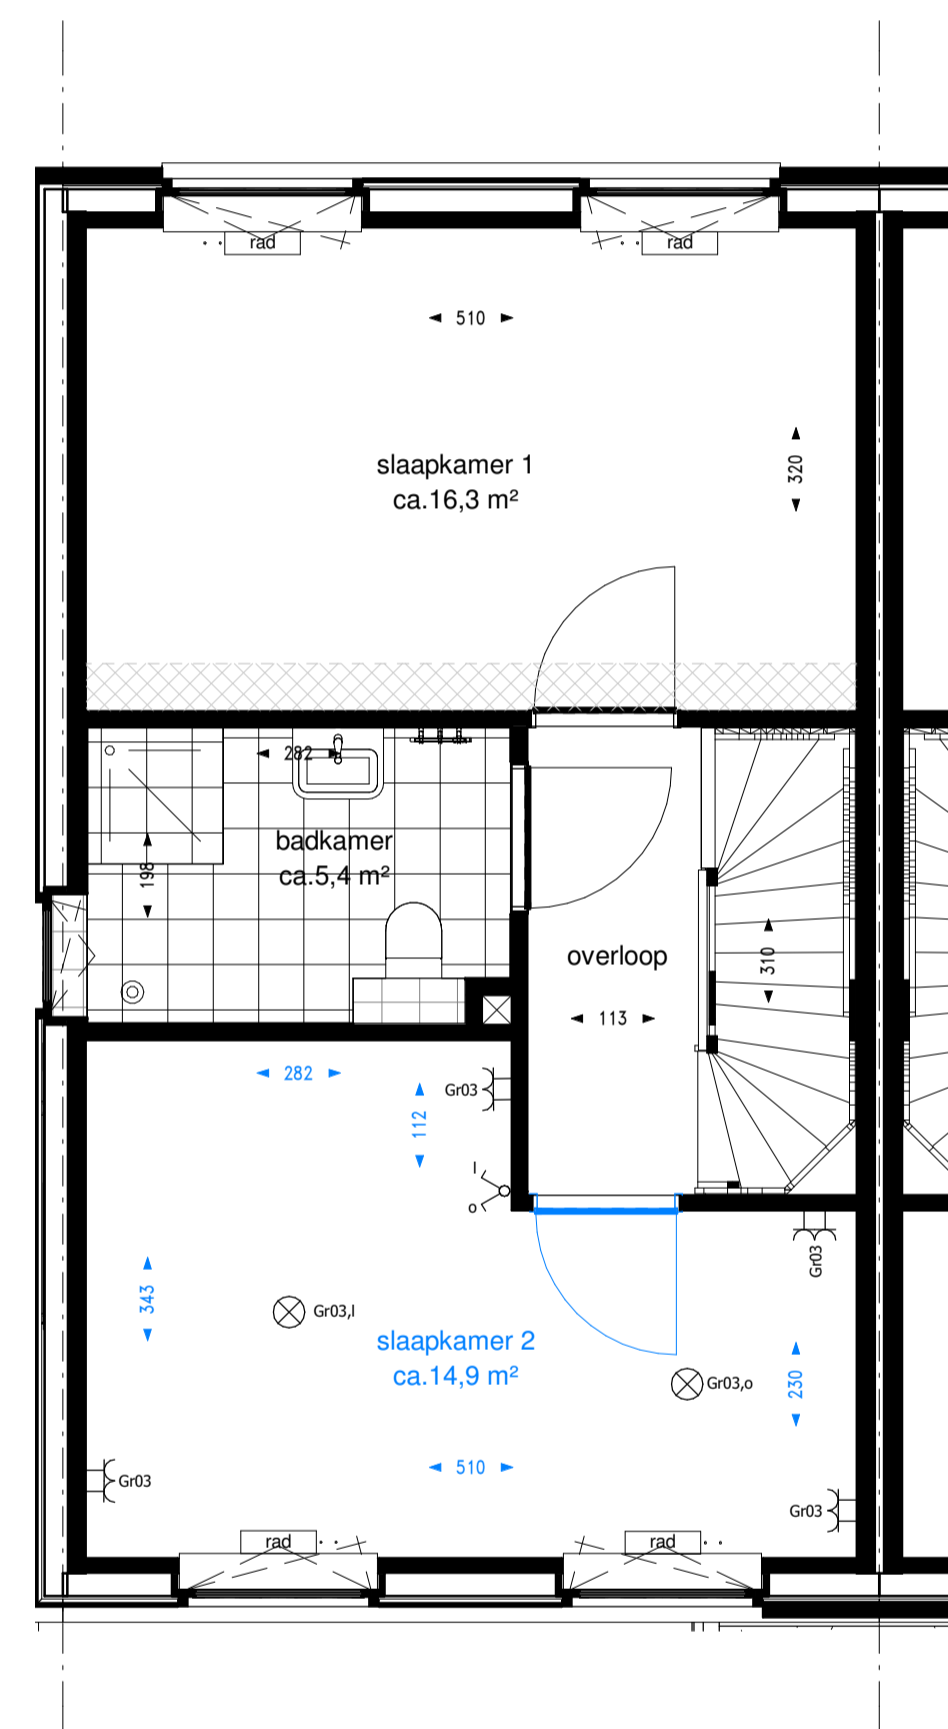 rad
rad
510
320
slaapkamer 1
ca.16,3 m²
282
badkamer
ca.5,4 m²
198
overloop
310
113
282
Gr03
112
I
o
343
Gr03
Gr03,I
slaapkamer 2
ca.14,9 m²
Gr03,o
230
510
Gr03
Gr03
rad
rad